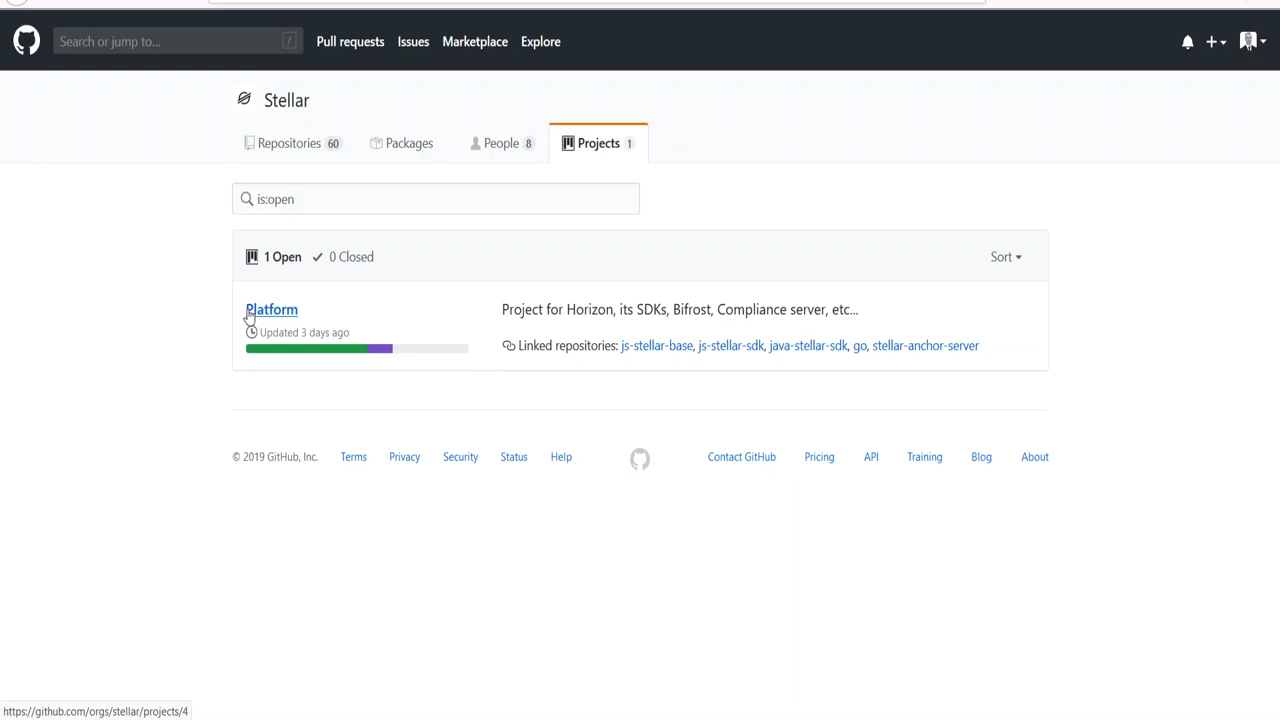 Search or jump to... /
Pull requests Issues Marketplace Explore
Stellar
Repositories 60 Packages People 8 Projects 1
is:open
1 Open 0 Closed Sort
Platform
Updated 3 days ago
Project for Horizon, its SDKs, Bifrost, Compliance server, etc...
Linked repositories: js-stellar-base, js-stellar-sdk, java-stellar-sdk, go, stellar-anchor-server
© 2019 GitHub, Inc. Terms Privacy Security Status Help Contact GitHub Pricing API Training Blog About
https://github.com/orgs/stellar/projects/4